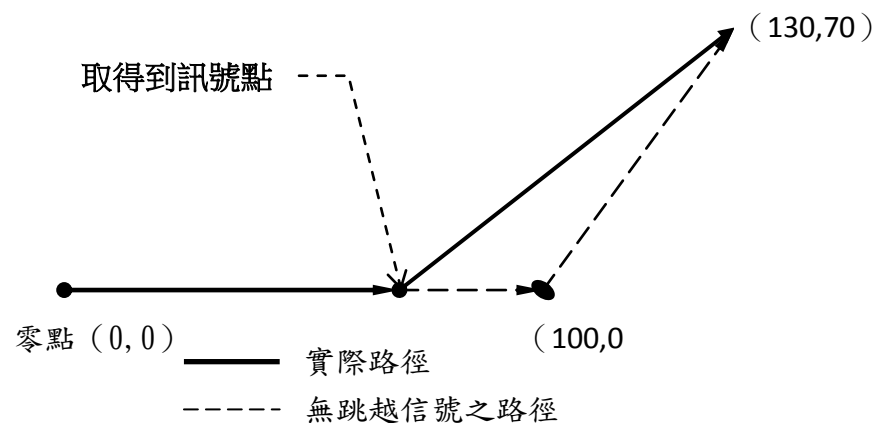 （130,70）
取得到訊號點
零點（0,0）
（100,0
實際路徑
無跳越信號之路徑